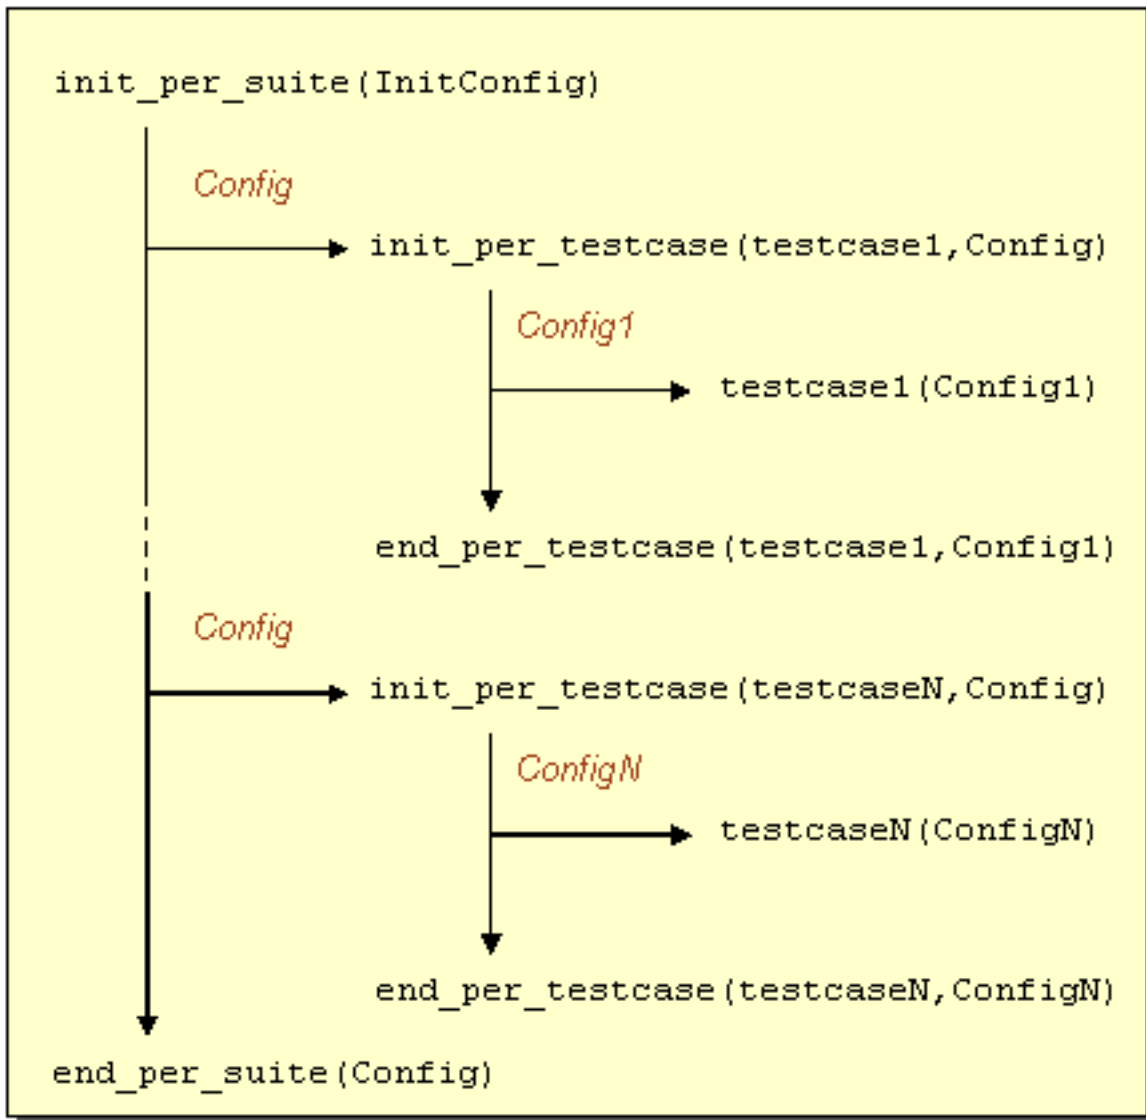 init_per_suite(InitConfig)
Config
init_per_testcase(testcase1,Config)
Config1
testcase1(Config1)
end_per_testcase(testcase1,Config1)
Config
init_per_testcase(testcaseN,Config)
ConfigN
testcaseN(ConfigN)
end_per_testcase(testcaseN,ConfigN)
end_per_suite(Config)